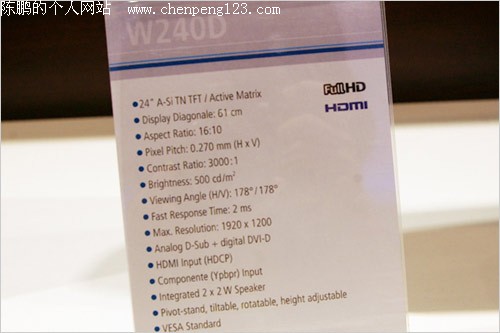 陈鹏的个人网站 www.chenpeng123.com
W240D
24" A-Si TN TFT / Active Matrix
Display Diagonale: 61 cm
Aspect Ratio: 16:10
Pixel Pitch: 0.270 mm (H x V)
Contrast Ratio: 3000:1
Brightness: 500 cd/m²
Viewing Angle (H/V): 178° / 178°
Fast Response Time: 2 ms
Max. Resolution: 1920 x 1200
Analog D-Sub + digital DVI-D
HDMI Input (HDCP)
Componente (Ypbpr) Input
Integrated 2 x 2 W Speaker
Pivot-stand, tiltable, rotatable, height adjustable
VESA Standard
Full HD
HDMI